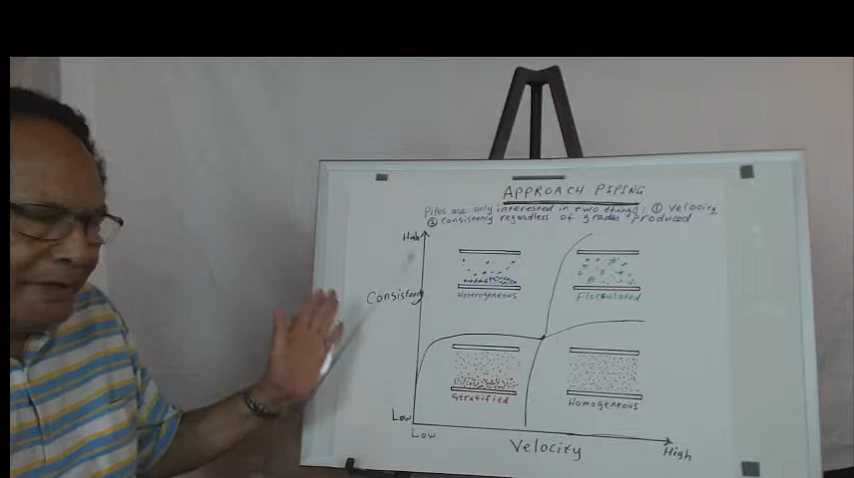 APPROACH PIPING
Pipes are only interested in two things: ① Velocity
② Consistency regardless of grades produced
High
Consistency
Heterogeneous
Flocculated
Stratified
Homogeneous
Low
Low
Velocity
High